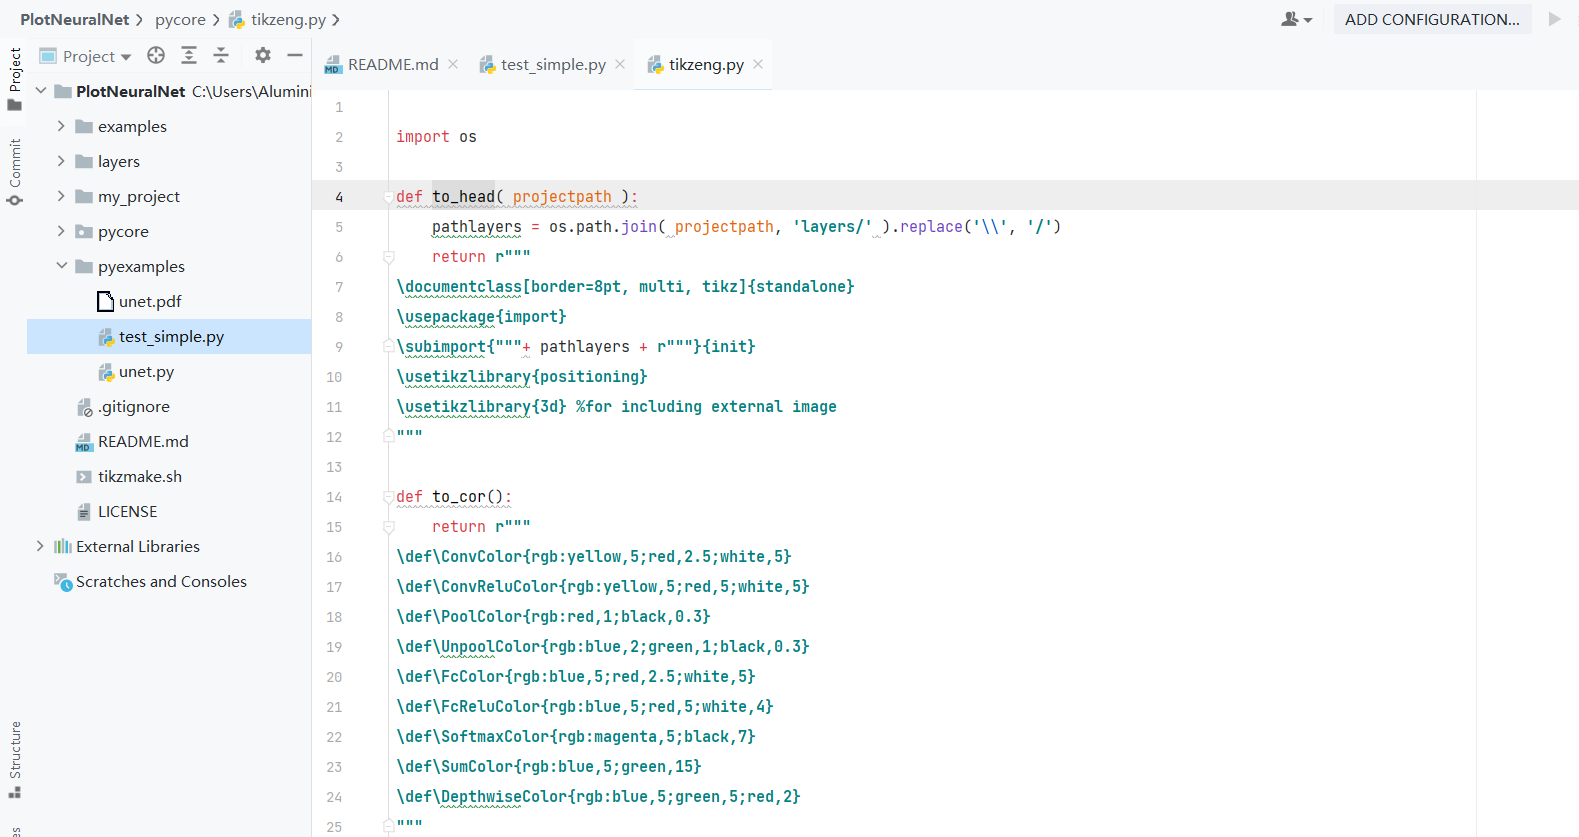 PlotNeuralNet › pycore › tikzeng.py ›
ADD CONFIGURATION...
Project
README.md
test_simple.py
tikzeng.py
Project
Commit
Structure
PlotNeuralNet C:\Users\Alumini
examples
layers
my_project
pycore
pyexamples
unet.pdf
test_simple.py
unet.py
.gitignore
README.md
tikzmake.sh
LICENSE
External Libraries
Scratches and Consoles
1
2 import os
3
4 def to_head( projectpath ):
5     pathlayers = os.path.join( projectpath, 'layers/' ).replace('\\', '/')
6     return r"""
7 \documentclass[border=8pt, multi, tikz]{standalone}
8 \usepackage{import}
9 \subimport{"""+ pathlayers + r"""}{init}
10 \usetikzlibrary{positioning}
11 \usetikzlibrary{3d} %for including external image
12 """
13
14 def to_cor():
15     return r"""
16 \def\ConvColor{rgb:yellow,5;red,2.5;white,5}
17 \def\ConvReluColor{rgb:yellow,5;red,5;white,5}
18 \def\PoolColor{rgb:red,1;black,0.3}
19 \def\UnpoolColor{rgb:blue,2;green,1;black,0.3}
20 \def\FcColor{rgb:blue,5;red,2.5;white,5}
21 \def\FcReluColor{rgb:blue,5;red,5;white,4}
22 \def\SoftmaxColor{rgb:magenta,5;black,7}
23 \def\SumColor{rgb:blue,5;green,15}
24 \def\DepthwiseColor{rgb:blue,5;green,5;red,2}
25 """